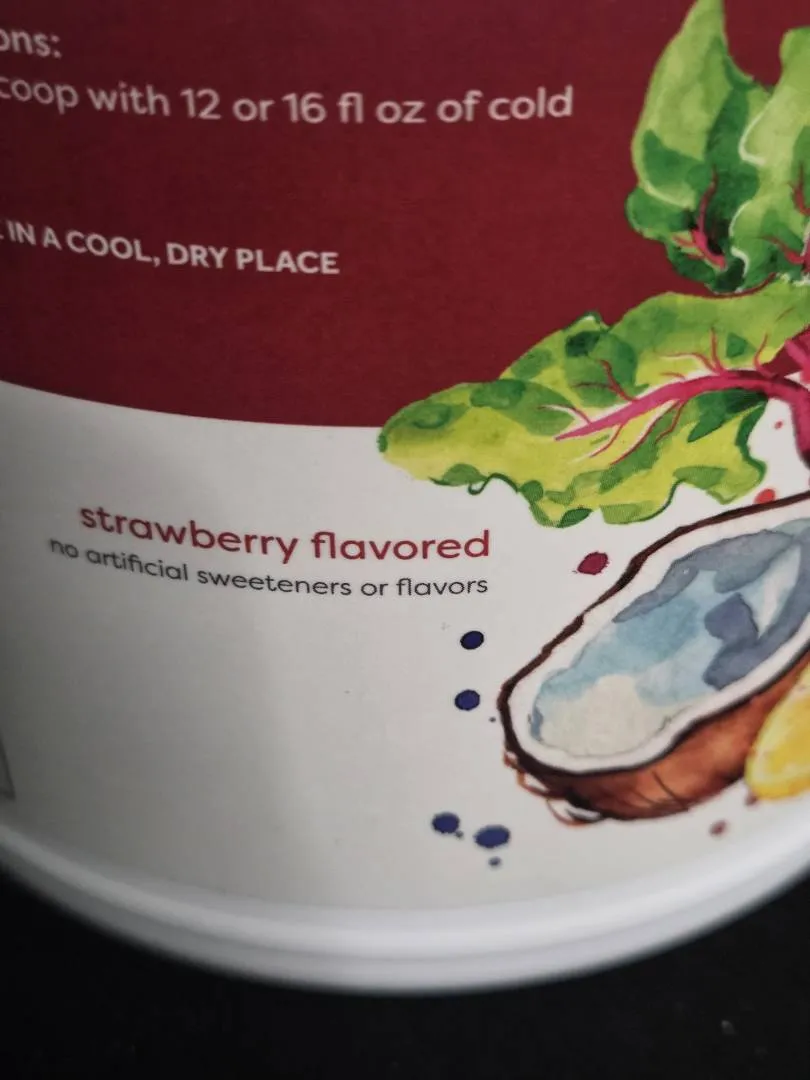 ons:
coop with 12 or 16 fl oz of cold
IN A COOL, DRY PLACE
strawberry flavored
no artificial sweeteners or flavors